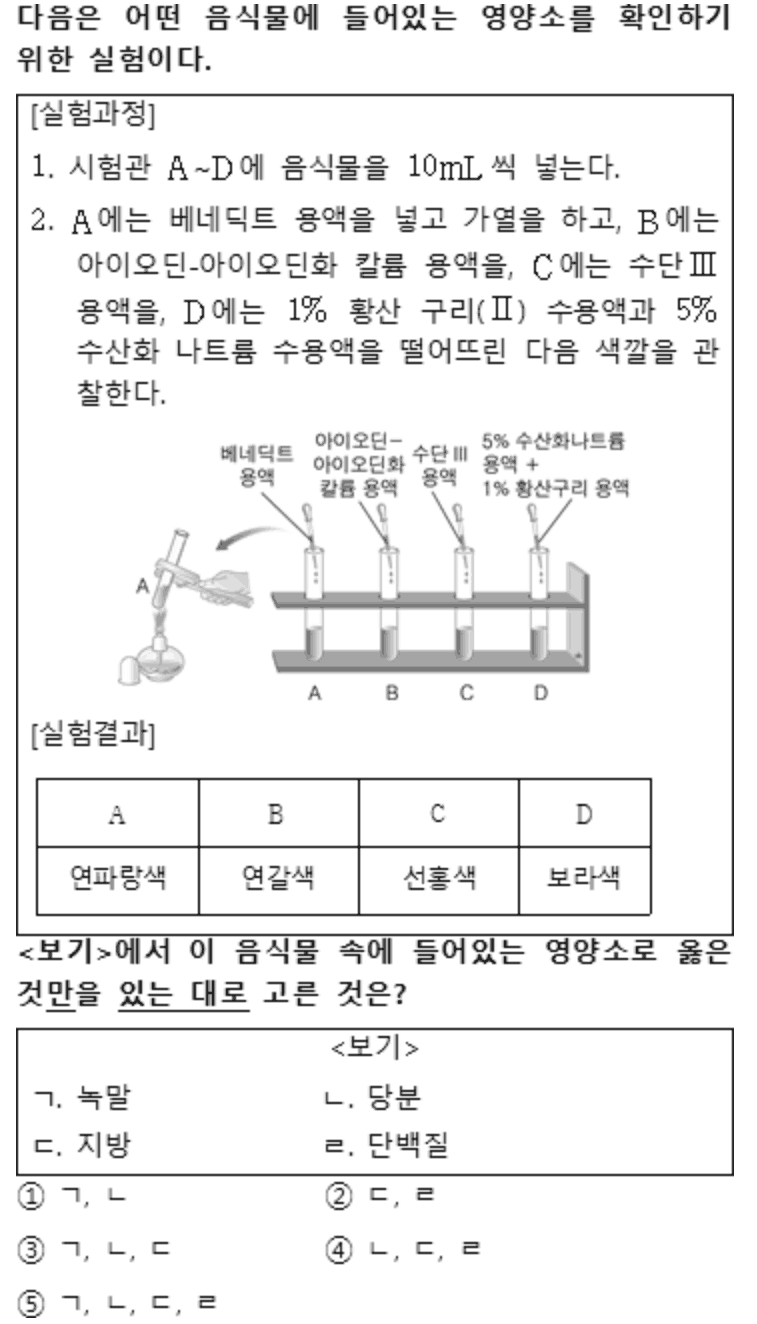 다음은 어떤 음식물에 들어있는 영양소를 확인하기
위한 실험이다.
[실험과정]
1. 시험관 A~D에 음식물을 10mL씩 넣는다.
2. A에는 베네딕트 용액을 넣고 가열을 하고, B에는
아이오딘-아이오딘화 칼륨 용액을, C에는 수단Ⅲ
용액을, D에는 1% 황산 구리(Ⅱ) 수용액과 5%
수산화 나트륨 수용액을 떨어뜨린 다음 색깔을 관
찰한다.
베네딕트
용액
아이오딘-
아이오딘화
칼륨 용액
수단Ⅲ
용액
5% 수산화나트륨
용액 +
1% 황산구리 용액
A
A B C D
[실험결과]
A B C D
연파랑색 연갈색 선홍색 보라색
<보기>에서 이 음식물 속에 들어있는 영양소로 옳은
것만을 있는 대로 고른 것은?
<보기>
ㄱ. 녹말 ㄴ. 당분
ㄷ. 지방 ㄹ. 단백질
① ㄱ, ㄴ ② ㄷ, ㄹ
③ ㄱ, ㄴ, ㄷ ④ ㄴ, ㄷ, ㄹ
⑤ ㄱ, ㄴ, ㄷ, ㄹ